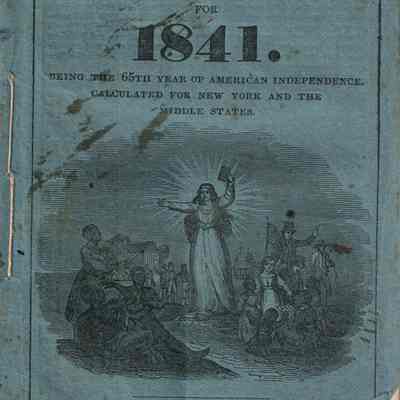 FOR
1841.
BEING THE 65TH YEAR OF AMERICAN INDEPENDENCE.
CALCULATED FOR NEW YORK AND THE
MIDDLE STATES.